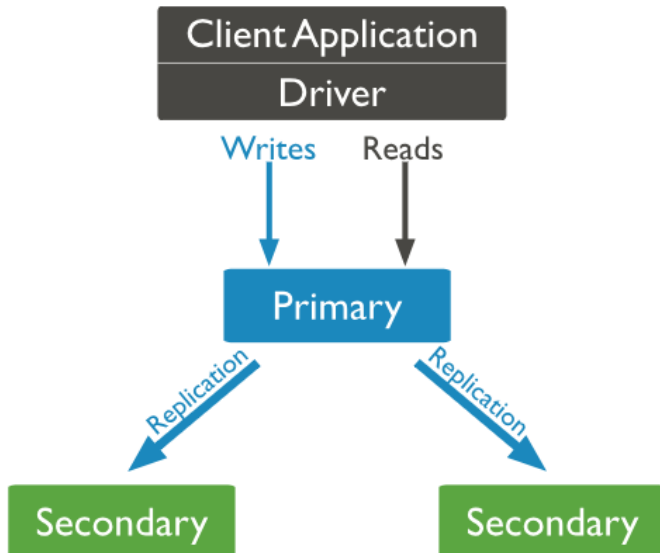 Client Application
Driver
Writes Reads
Primary
Replication Replication
Secondary Secondary